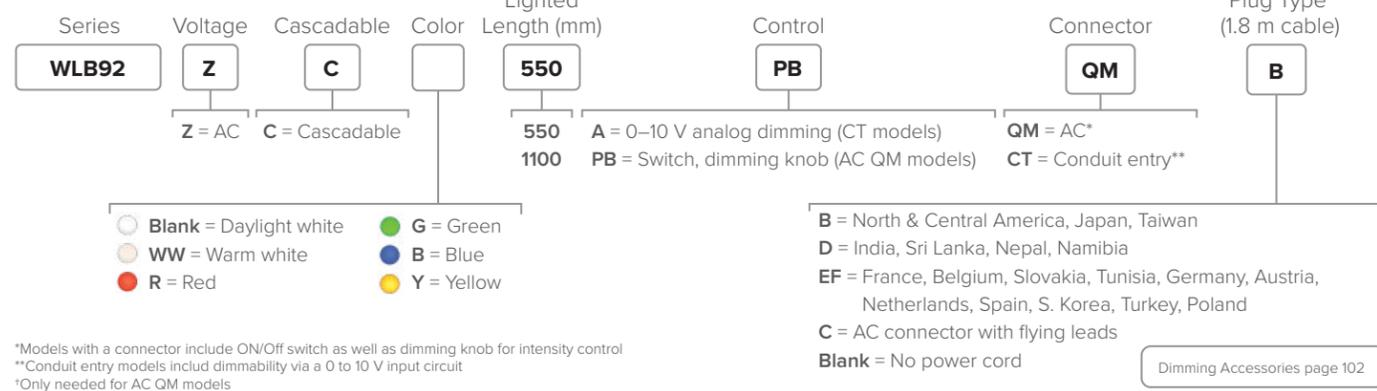 Lighted
Plug Type
Series Voltage Cascadable Color Length (mm) Control Connector (1.8 m cable)
WLB92 Z C 550 PB QM B
Z = AC C = Cascadable 550 A = 0–10 V analog dimming (CT models) QM = AC*
1100 PB = Switch, dimming knob (AC QM models) CT = Conduit entry**
Blank = Daylight white G = Green
WW = Warm white B = Blue
R = Red Y = Yellow
B = North & Central America, Japan, Taiwan
D = India, Sri Lanka, Nepal, Namibia
EF = France, Belgium, Slovakia, Tunisia, Germany, Austria,
Netherlands, Spain, S. Korea, Turkey, Poland
C = AC connector with flying leads
Blank = No power cord
*Models with a connector include ON/Off switch as well as dimming knob for intensity control
**Conduit entry models includ dimmability via a 0 to 10 V input circuit
†Only needed for AC QM models
Dimming Accessories page 102